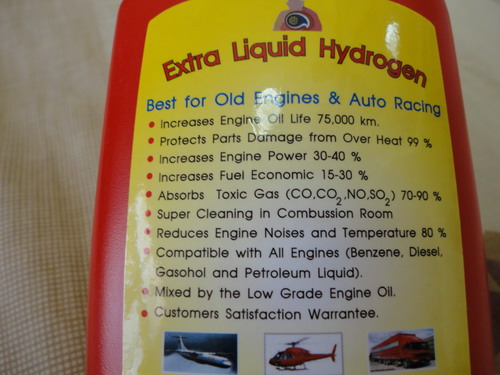 Extra Liquid Hydrogen
Best for Old Engines & Auto Racing
• Increases Engine Oil Life 75,000 km.
• Protects Parts Damage from Over Heat 99 %
• Increases Engine Power 30-40 %
• Increases Fuel Economic 15-30 %
• Absorbs Toxic Gas (CO,CO2,NO,SO2) 70-90 %
• Super Cleaning in Combussion Room
• Reduces Engine Noises and Temperature 80 %
• Compatible with All Engines (Benzene, Diesel,
Gasohol and Petroleum Liquid).
• Mixed by the Low Grade Engine Oil.
• Customers Satisfaction Warrantee.